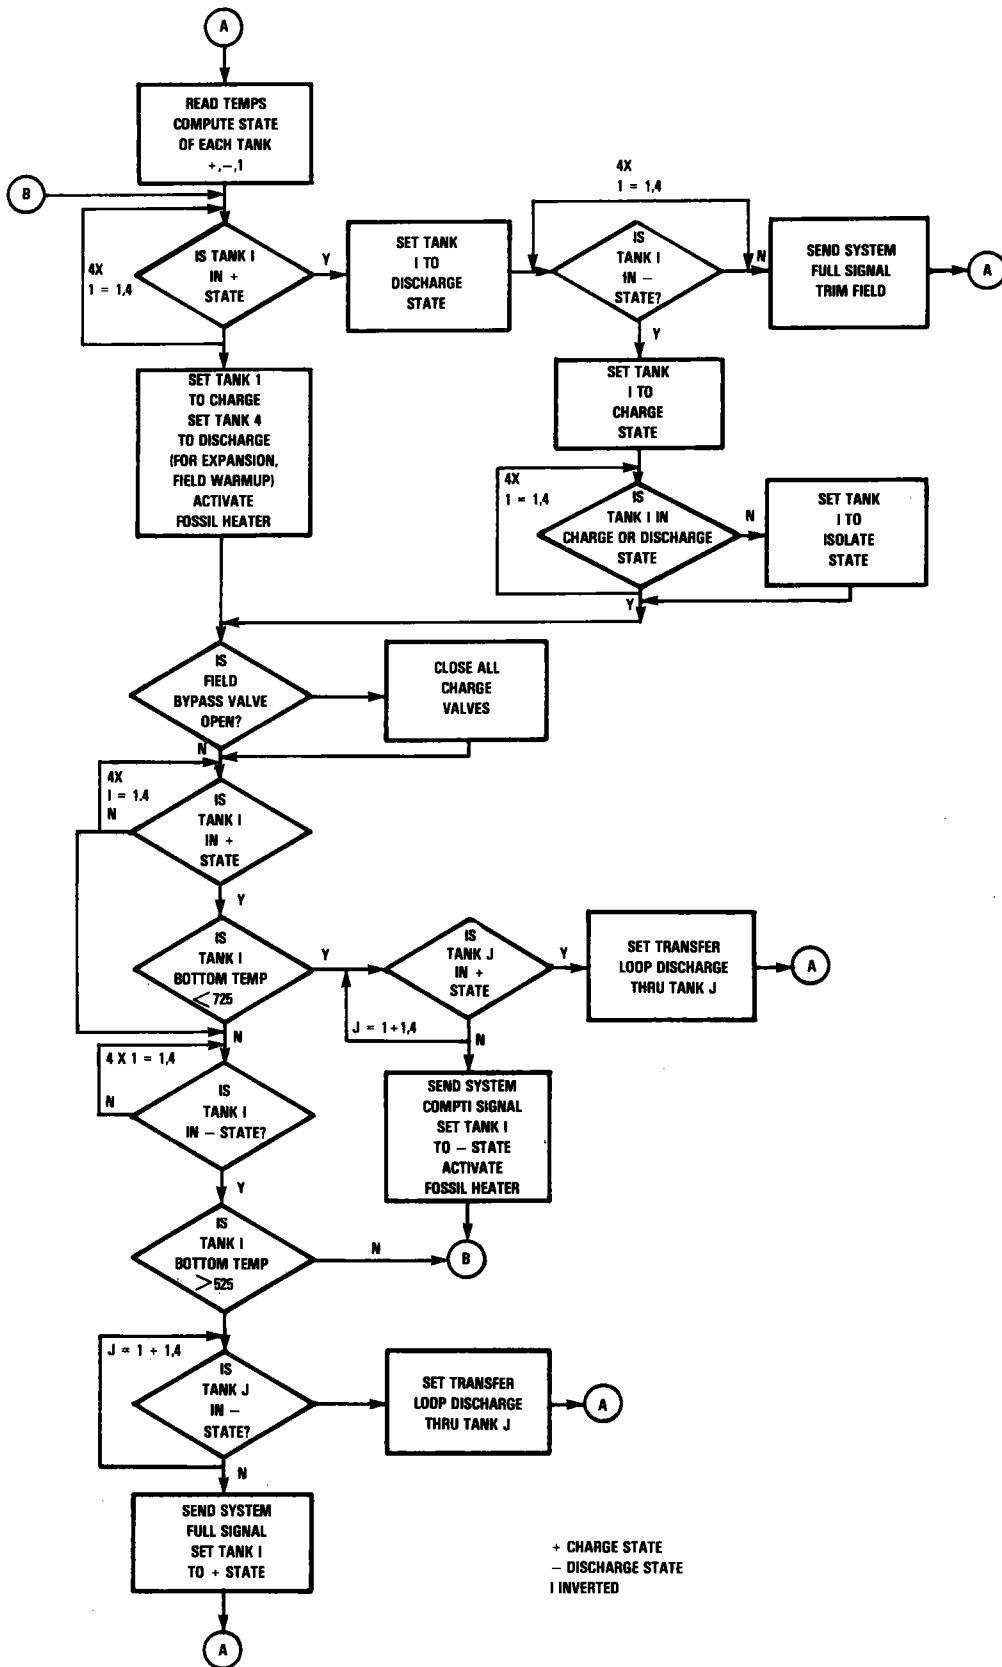 A
READ TEMPS
COMPUTE STATE
OF EACH TANK
+,−,1
B
4X
1 = 1,4
IS TANK I
IN +
STATE
Y
SET TANK
I TO
DISCHARGE
STATE
4X
1 = 1,4
IS
TANK I
IN −
STATE?
N
SEND SYSTEM
FULL SIGNAL
TRIM FIELD
A
Y
SET TANK 1
TO CHARGE
SET TANK 4
TO DISCHARGE
(FOR EXPANSION,
FIELD WARMUP)
ACTIVATE
FOSSIL HEATER
SET TANK
I TO
CHARGE
STATE
4X
1 = 1,4
IS
TANK I IN
CHARGE OR DISCHARGE
STATE
N
SET TANK
I TO
ISOLATE
STATE
Y
IS
FIELD
BYPASS VALVE
OPEN?
CLOSE ALL
CHARGE
VALVES
N
4X
I = 1.4
N
IS
TANK I
IN +
STATE
Y
IS
TANK I
BOTTOM TEMP
<725
Y
IS
TANK J
IN +
STATE
Y
SET TRANSFER
LOOP DISCHARGE
THRU TANK J
A
N
J = 1+1,4
N
4 X 1 = 1,4
N
IS
TANK I
IN − STATE?
SEND SYSTEM
COMPTI SIGNAL
SET TANK I
TO − STATE
ACTIVATE
FOSSIL HEATER
Y
IS
TANK I
BOTTOM TEMP
>525
N
B
J = 1 + 1,4
IS
TANK J
IN −
STATE?
SET TRANSFER
LOOP DISCHARGE
THRU TANK J
A
N
SEND SYSTEM
FULL SIGNAL
SET TANK I
TO + STATE
A
+ CHARGE STATE
− DISCHARGE STATE
I INVERTED